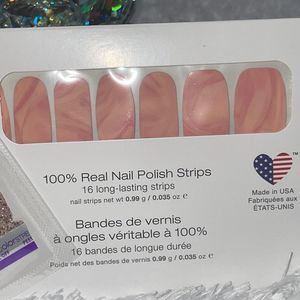 100% Real Nail Polish Strips
16 long-lasting strips
nail strips net wt 0.99 g / 0.035 oz ℮
Bandes de vernis
à ongles véritable à 100%
16 bandes de longue durée
Poids net des bandes de vernis 0.99 g / 0.035 oz ℮
TM
Made in USA
Fabriquées aux
ÉTATS-UNIS